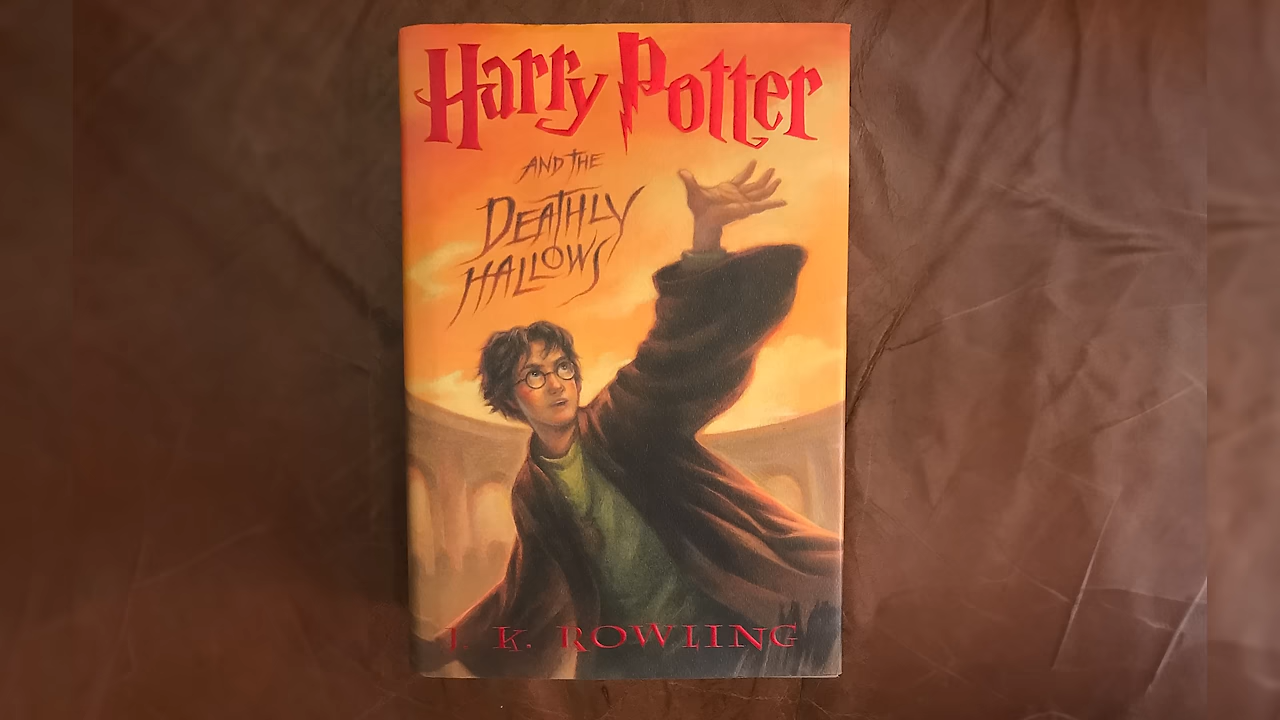 Harry Potter
AND THE
DEATHLY
HALLOWS
J. K. ROWLING